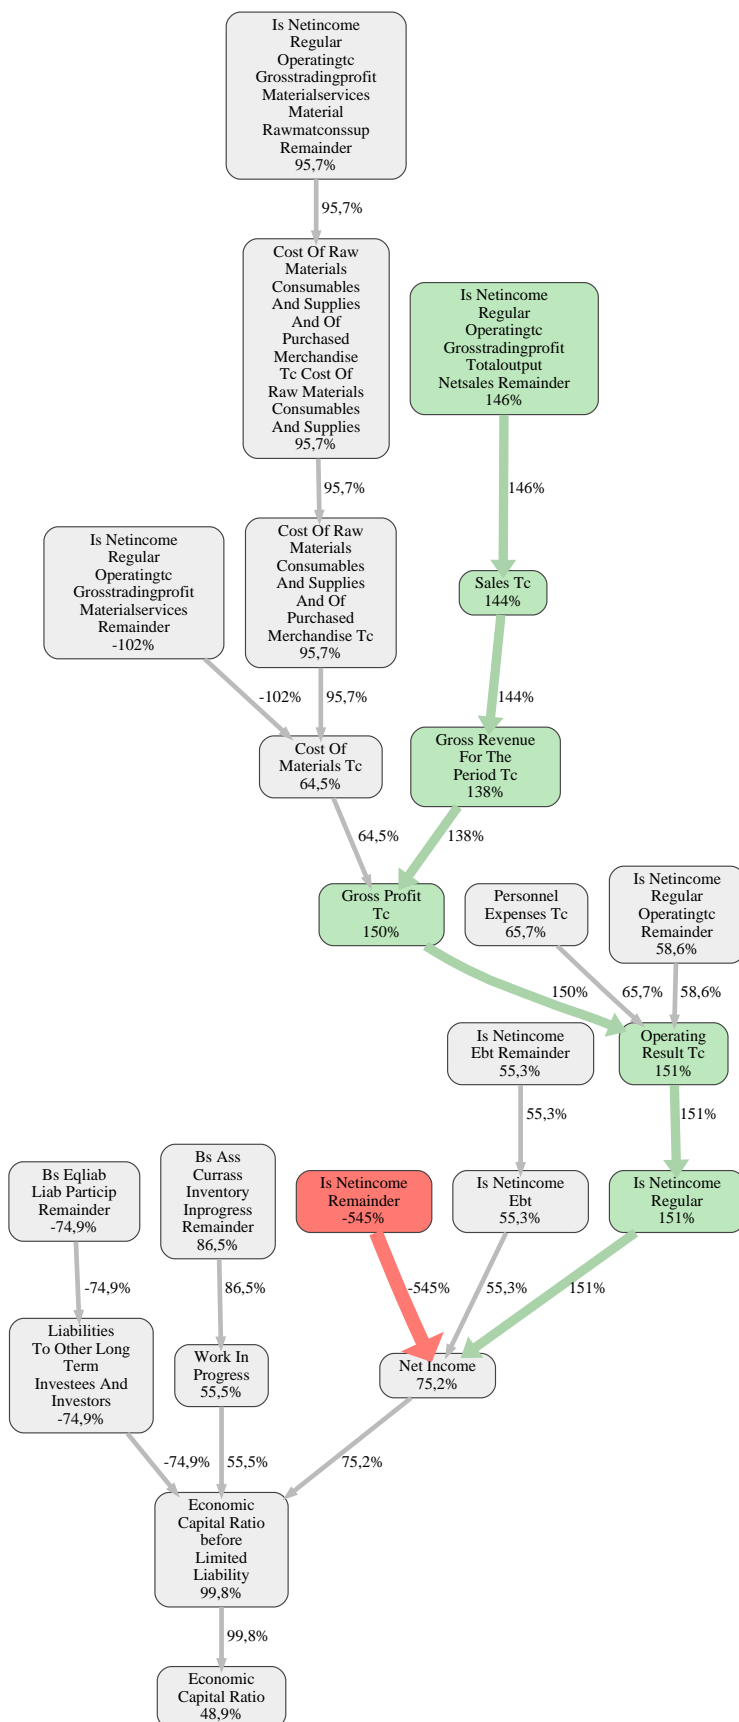 Is Netincome
Regular
Operatingtc
Grosstradingprofit
Materialservices
Material
Rawmatconssup
Remainder
95,7%
95,7%
Cost Of Raw
Materials
Consumables
And Supplies
And Of
Purchased
Merchandise
Tc Cost Of
Raw Materials
Consumables
And Supplies
95,7%
Is Netincome
Regular
Operatingtc
Grosstradingprofit
Totaloutput
Netsales Remainder
146%
95,7%
146%
Is Netincome
Regular
Operatingtc
Grosstradingprofit
Materialservices
Remainder
-102%
Cost Of Raw
Materials
Consumables
And Supplies
And Of
Purchased
Merchandise Tc
95,7%
Sales Tc
144%
-102%
95,7%
144%
Cost Of
Materials Tc
64,5%
Gross Revenue
For The
Period Tc
138%
64,5%
138%
Gross Profit
Tc
150%
Personnel
Expenses Tc
65,7%
Is Netincome
Regular
Operatingtc
Remainder
58,6%
150%
65,7%
58,6%
Is Netincome
Ebt Remainder
55,3%
Operating
Result Tc
151%
55,3%
151%
Bs Eqliab
Liab Particip
Remainder
-74,9%
Bs Ass
Currass
Inventory
Inprogress
Remainder
86,5%
Is Netincome
Remainder
-545%
Is Netincome
Ebt
55,3%
Is Netincome
Regular
151%
-74,9%
86,5%
-545%
55,3%
151%
Liabilities
To Other Long
Term
Investees And
Investors
-74,9%
Work In
Progress
55,5%
Net Income
75,2%
-74,9%
55,5%
75,2%
Economic
Capital Ratio
before
Limited
Liability
99,8%
99,8%
Economic
Capital Ratio
48,9%